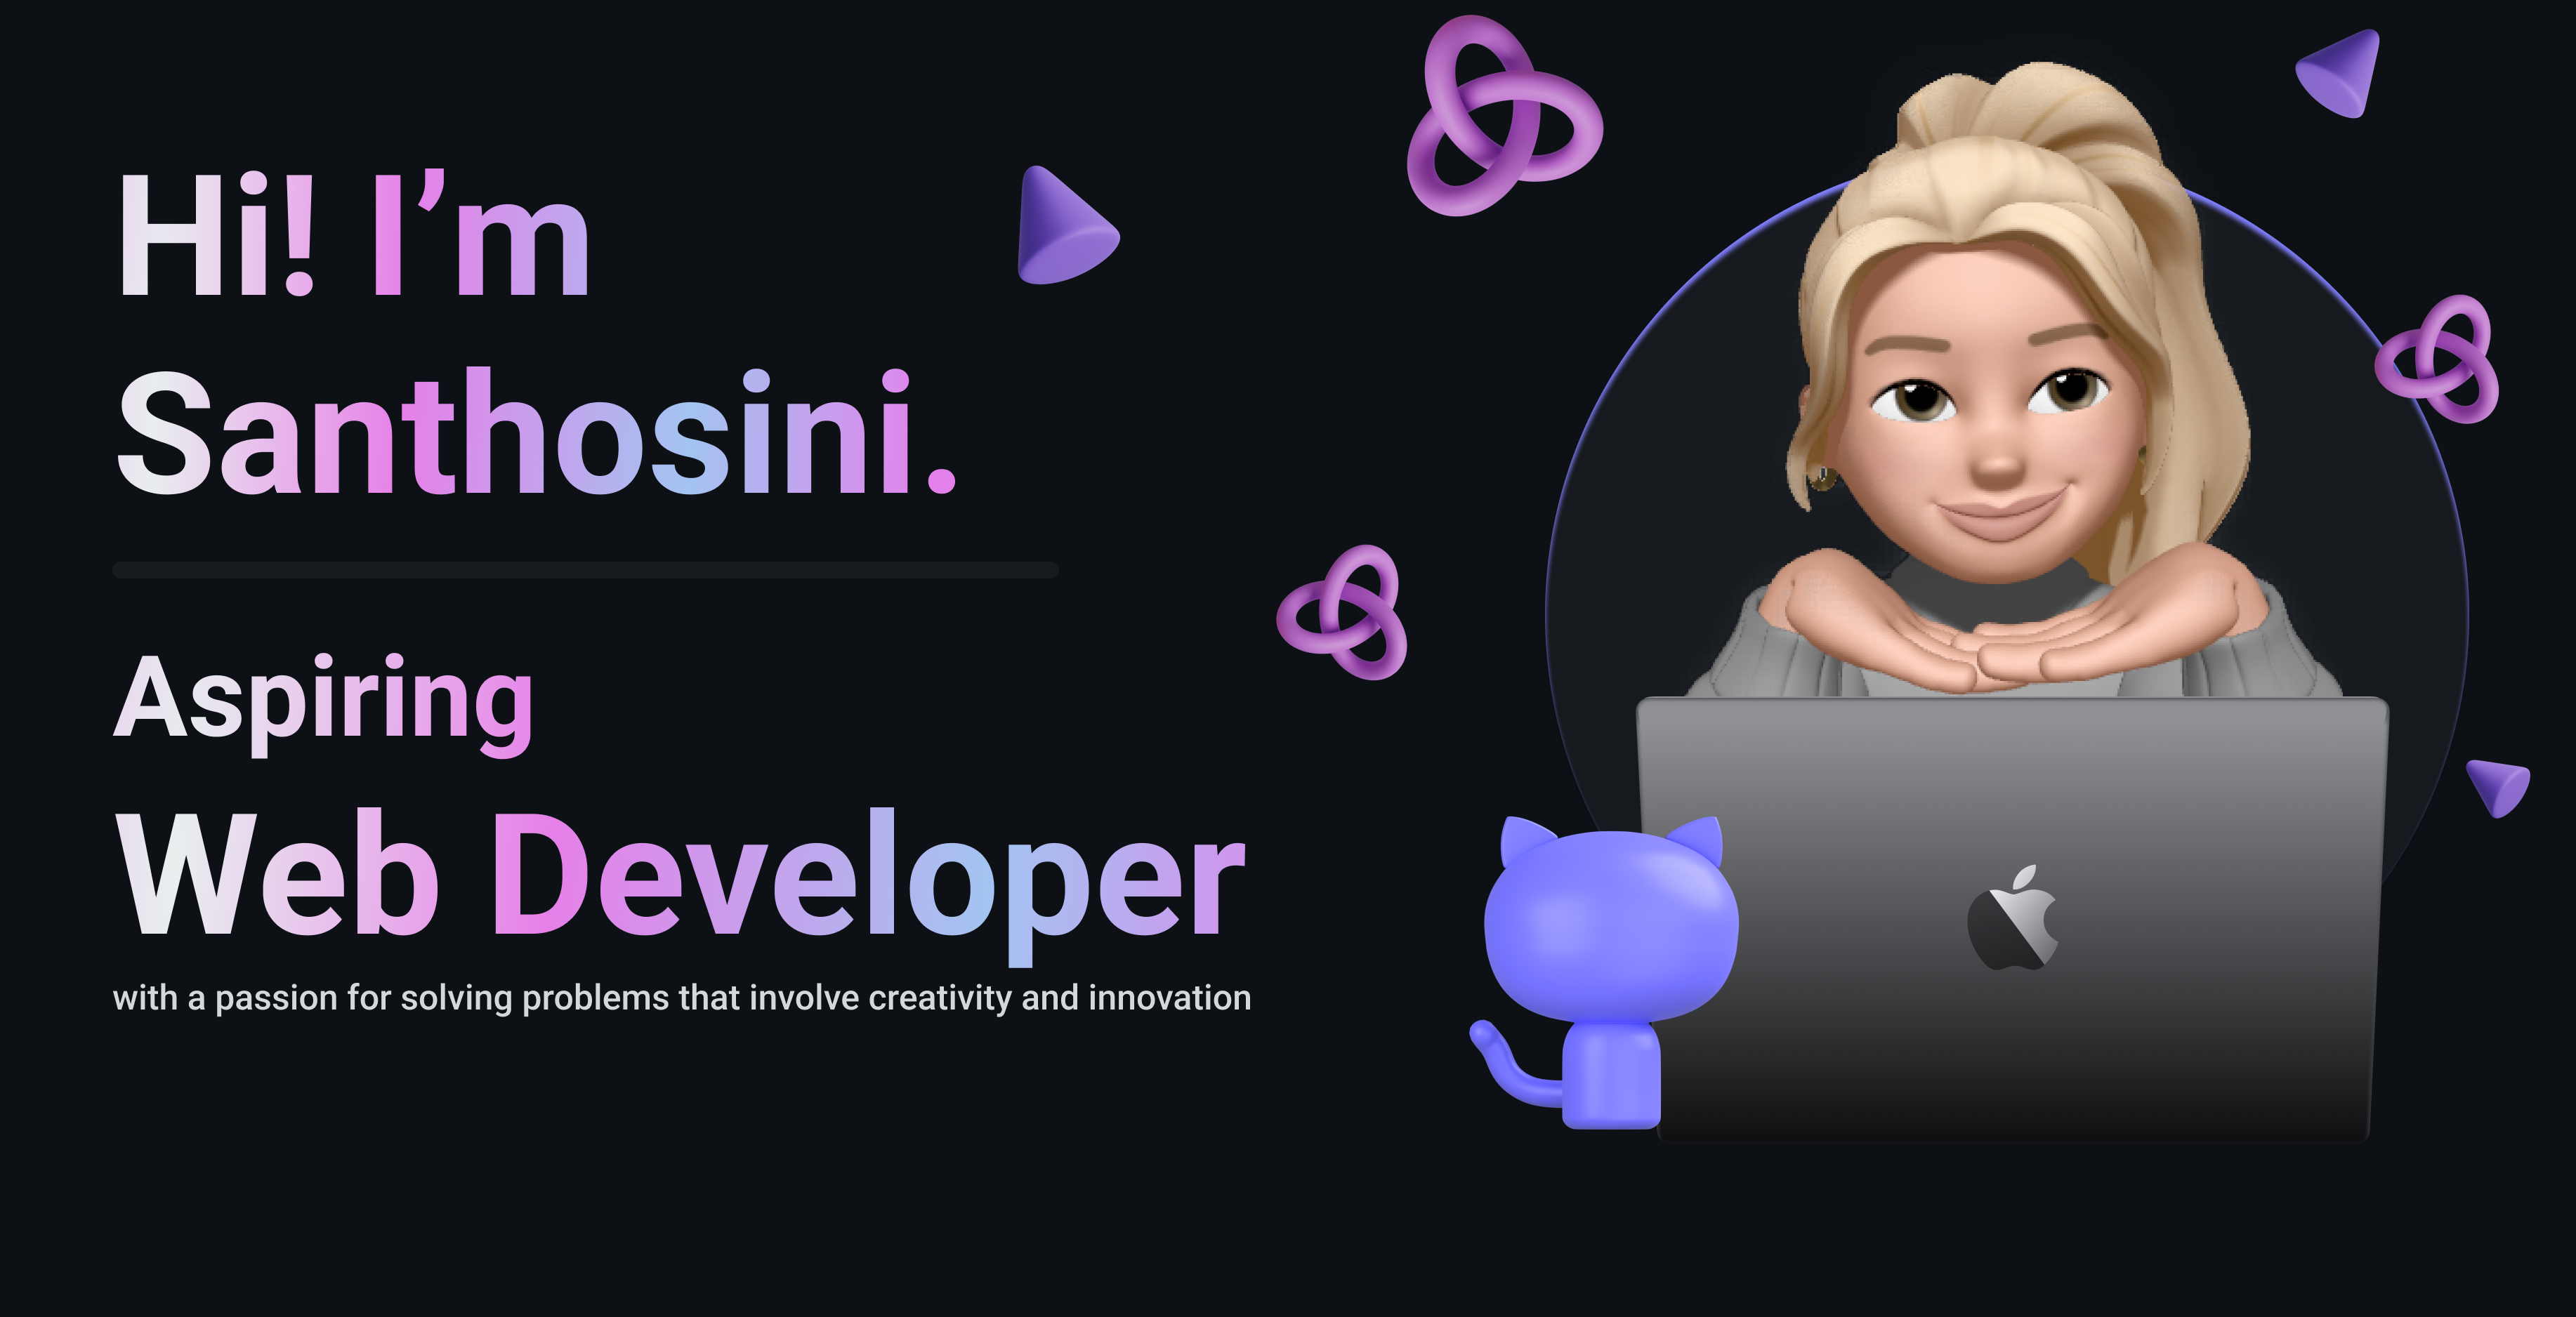 Hi! I’m
Santhosini.
Aspiring
Web Developer
with a passion for solving problems that involve creativity and innovation